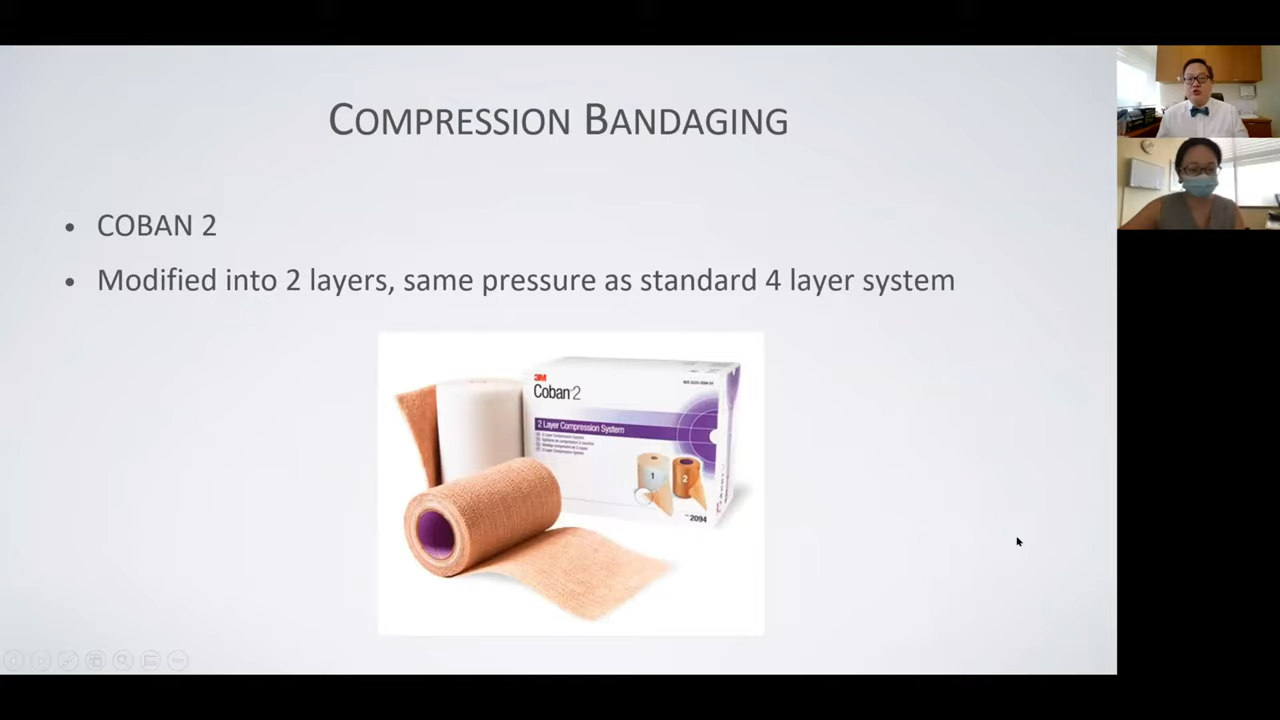 COMPRESSION BANDAGING
• COBAN 2
• Modified into 2 layers, same pressure as standard 4 layer system
3M
Coban 2
2 Layer Compression System
1
2
2094